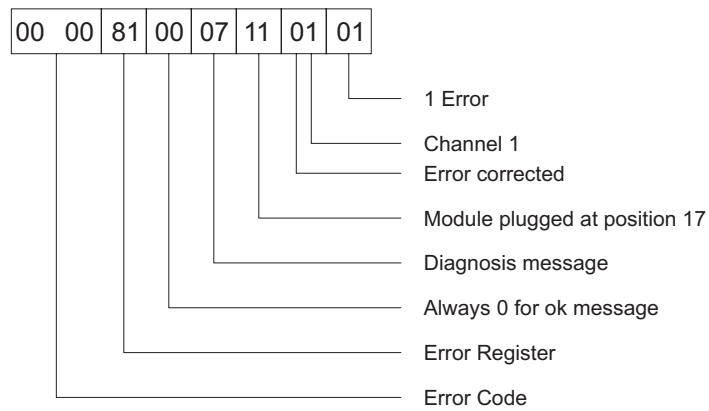 00 00 81 00 07 11 01 01
1 Error
Channel 1
Error corrected
Module plugged at position 17
Diagnosis message
Always 0 for ok message
Error Register
Error Code